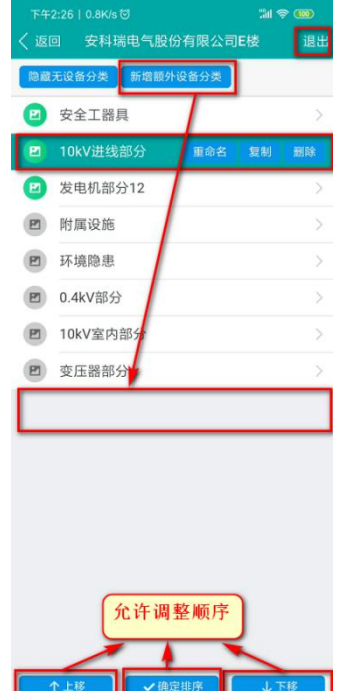 下午2:26 | 0.8K/s
100
返回 安科瑞电气股份有限公司E楼 退出
隐藏无设备分类 新增额外设备分类
安全工器具
10kV进线部分 重命名 复制 删除
发电机部分12
附属设施
环境隐患
0.4kV部分
10kV室内部分
变压器部分
允许调整顺序
上移 确定排序 下移